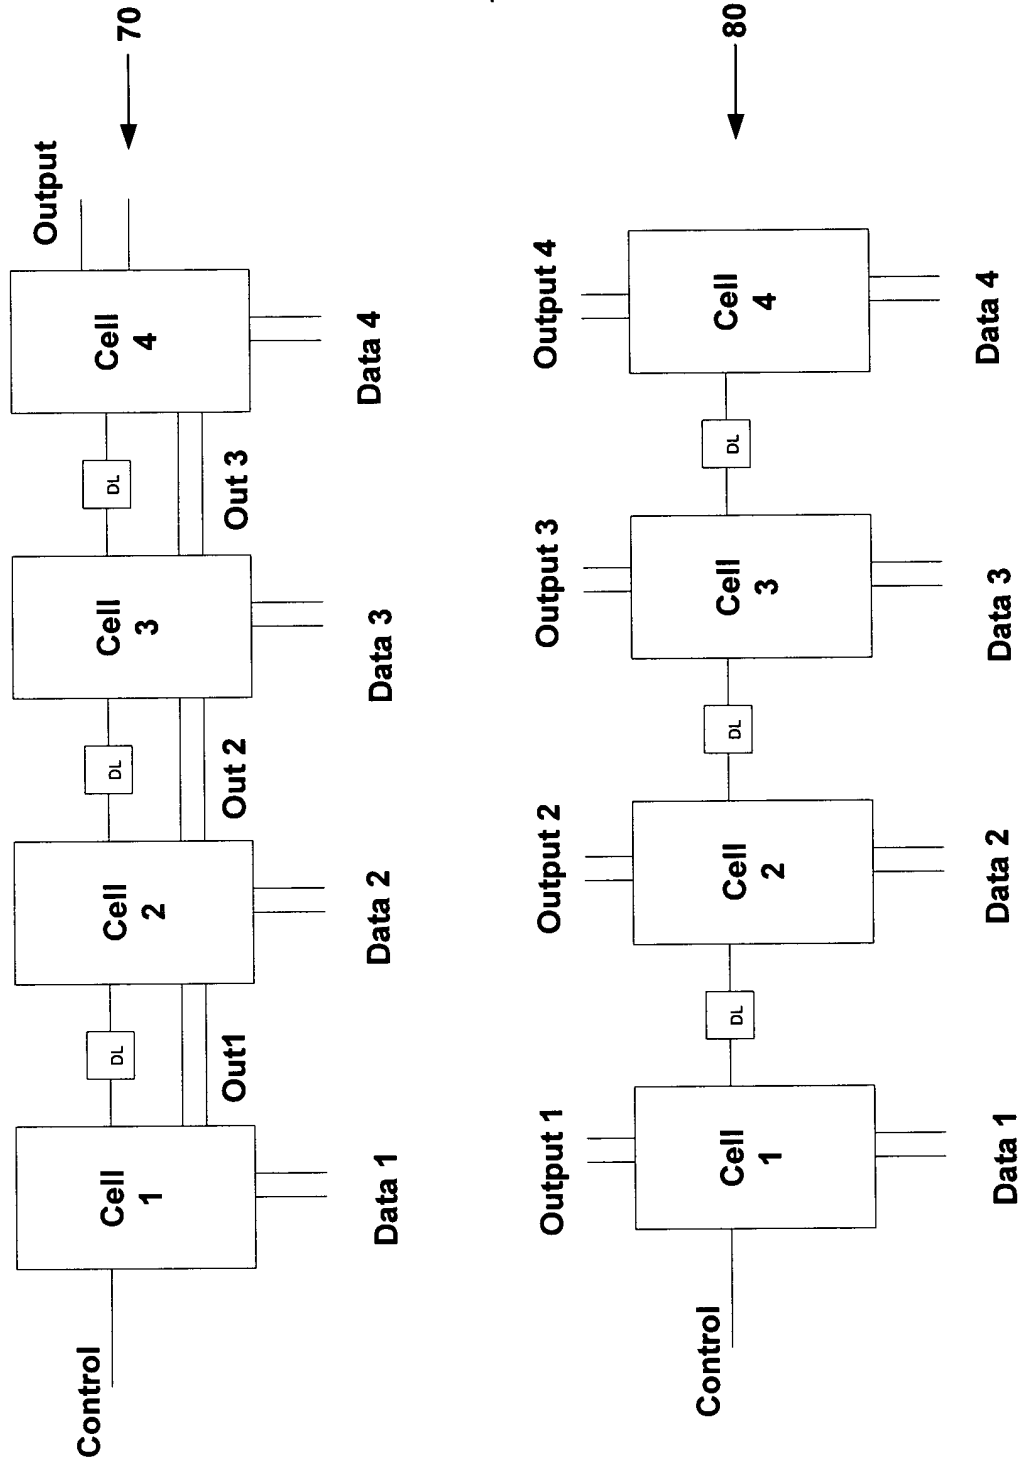 Output
70
Control
Cell
1
DL
Cell
2
DL
Cell
3
DL
Cell
4
Out1
Out 2
Out 3
Data 1
Data 2
Data 3
Data 4
Output 1
Output 2
Output 3
Output 4
80
Control
Cell
1
DL
Cell
2
DL
Cell
3
DL
Cell
4
Data 1
Data 2
Data 3
Data 4